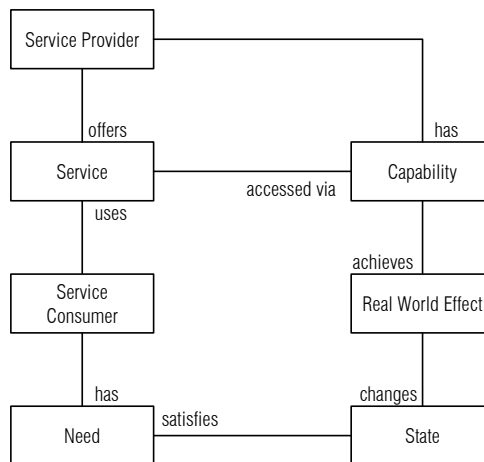 Service Provider
offers
has
Service
accessed via
Capability
uses
achieves
Service
Consumer
Real World Effect
has
changes
satisfies
Need
State